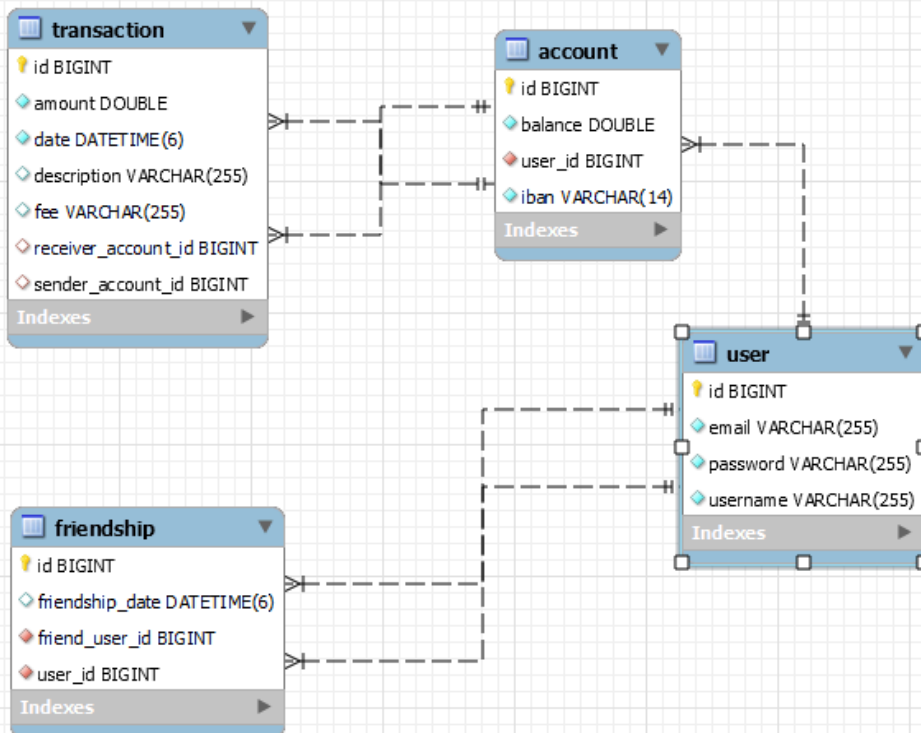 transaction
id BIGINT
amount DOUBLE
date DATETIME(6)
description VARCHAR(255)
fee VARCHAR(255)
receiver_account_id BIGINT
sender_account_id BIGINT
Indexes
account
id BIGINT
balance DOUBLE
user_id BIGINT
iban VARCHAR(14)
Indexes
user
id BIGINT
email VARCHAR(255)
password VARCHAR(255)
username VARCHAR(255)
Indexes
friendship
id BIGINT
friendship_date DATETIME(6)
friend_user_id BIGINT
user_id BIGINT
Indexes